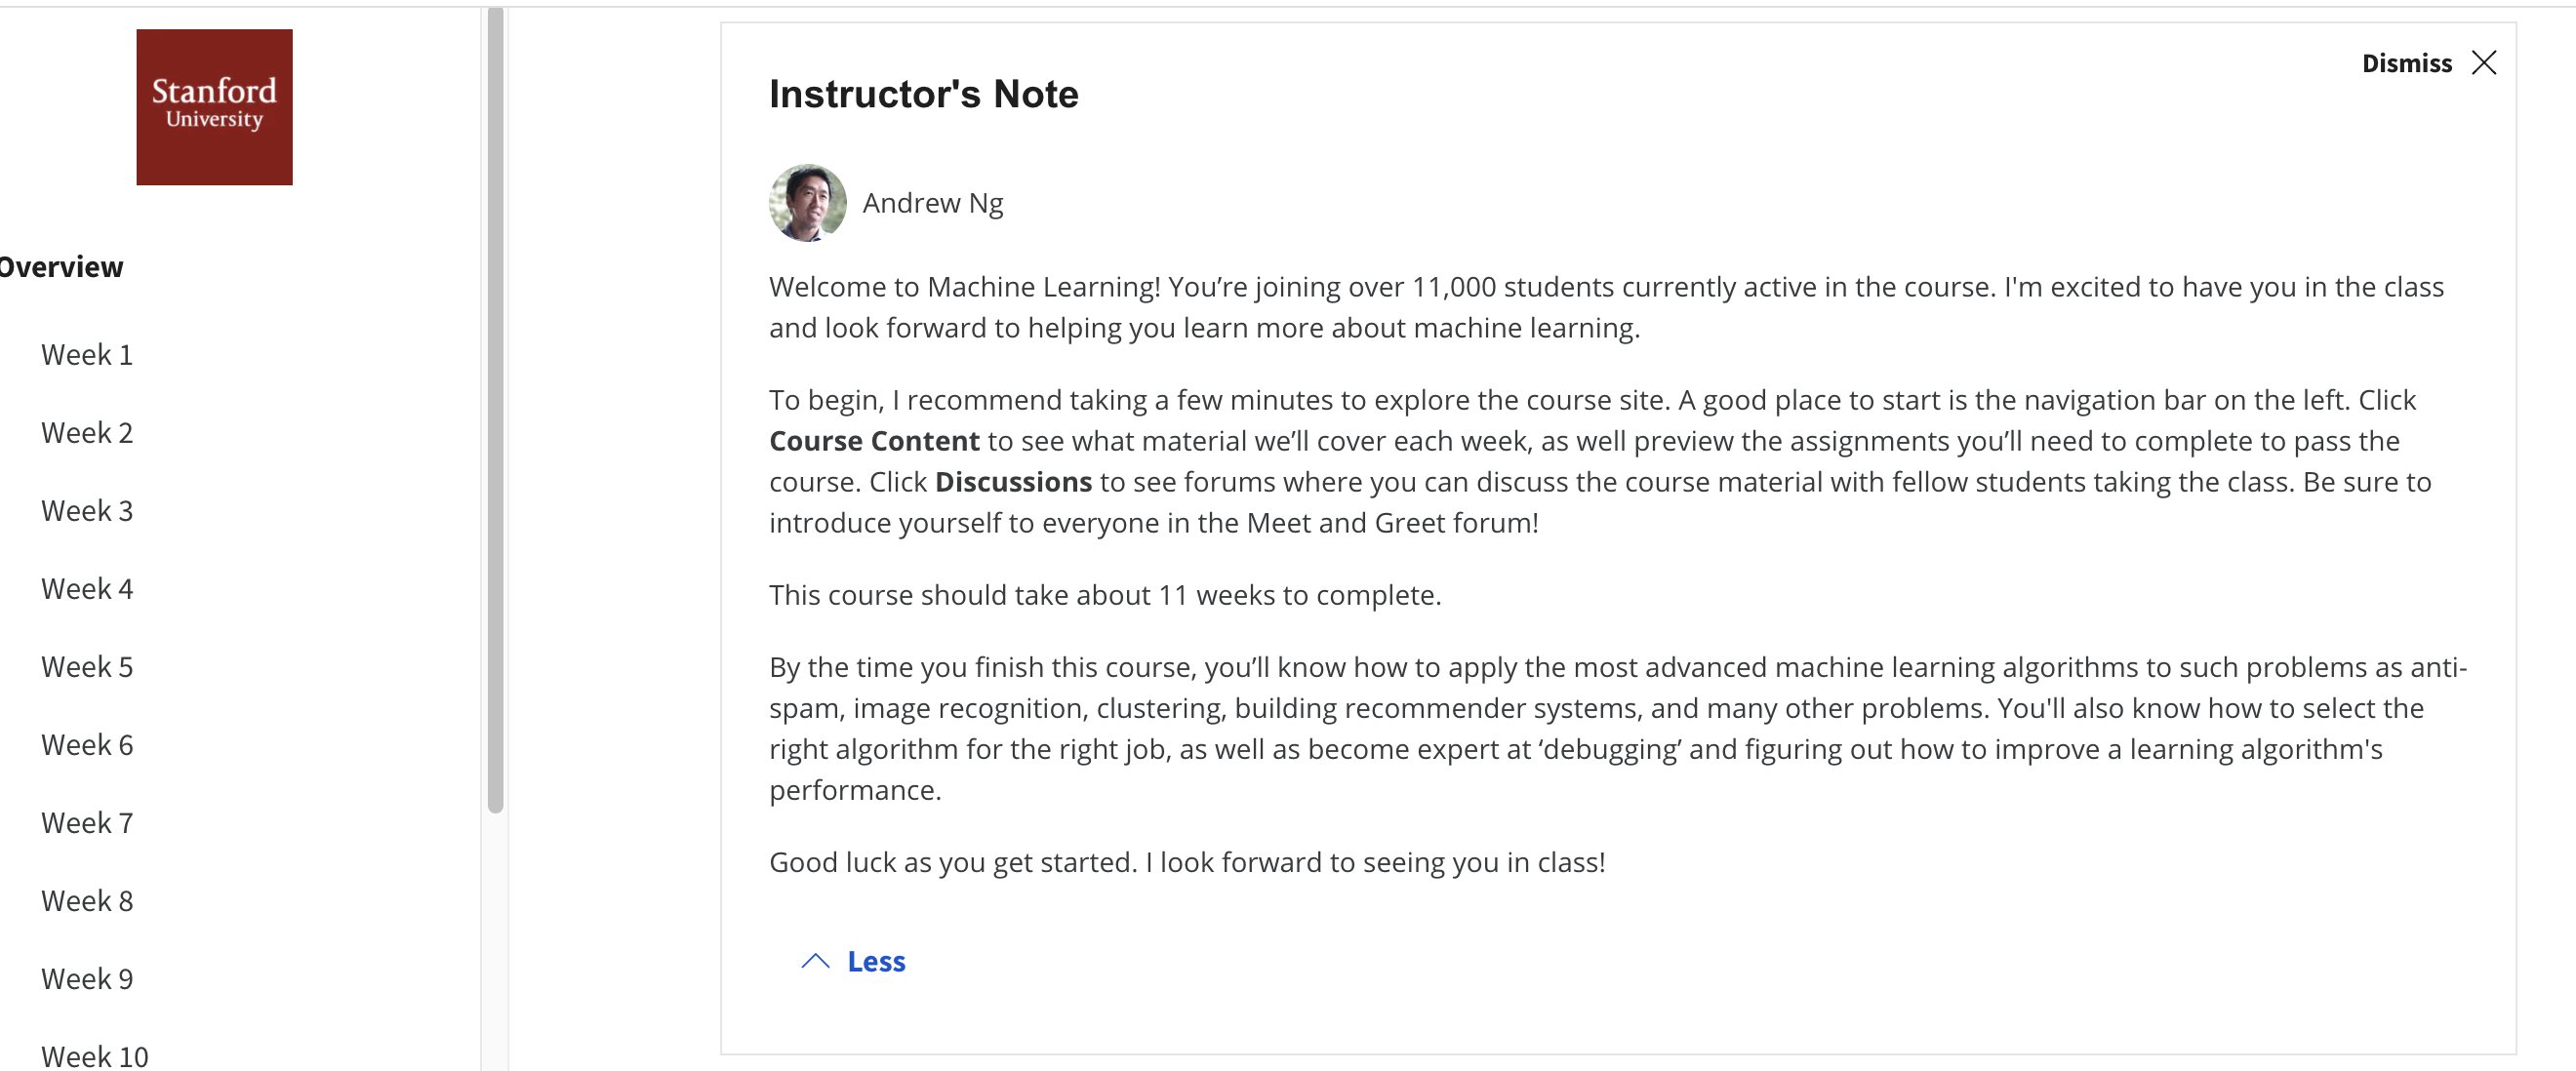 Stanford
University
Overview
Week 1
Week 2
Week 3
Week 4
Week 5
Week 6
Week 7
Week 8
Week 9
Week 10
Dismiss
Instructor's Note
Andrew Ng
Welcome to Machine Learning! You’re joining over 11,000 students currently active in the course. I'm excited to have you in the class
and look forward to helping you learn more about machine learning.
To begin, I recommend taking a few minutes to explore the course site. A good place to start is the navigation bar on the left. Click
Course Content to see what material we’ll cover each week, as well preview the assignments you’ll need to complete to pass the
course. Click Discussions to see forums where you can discuss the course material with fellow students taking the class. Be sure to
introduce yourself to everyone in the Meet and Greet forum!
This course should take about 11 weeks to complete.
By the time you finish this course, you’ll know how to apply the most advanced machine learning algorithms to such problems as anti-
spam, image recognition, clustering, building recommender systems, and many other problems. You'll also know how to select the
right algorithm for the right job, as well as become expert at ‘debugging’ and figuring out how to improve a learning algorithm's
performance.
Good luck as you get started. I look forward to seeing you in class!
Less